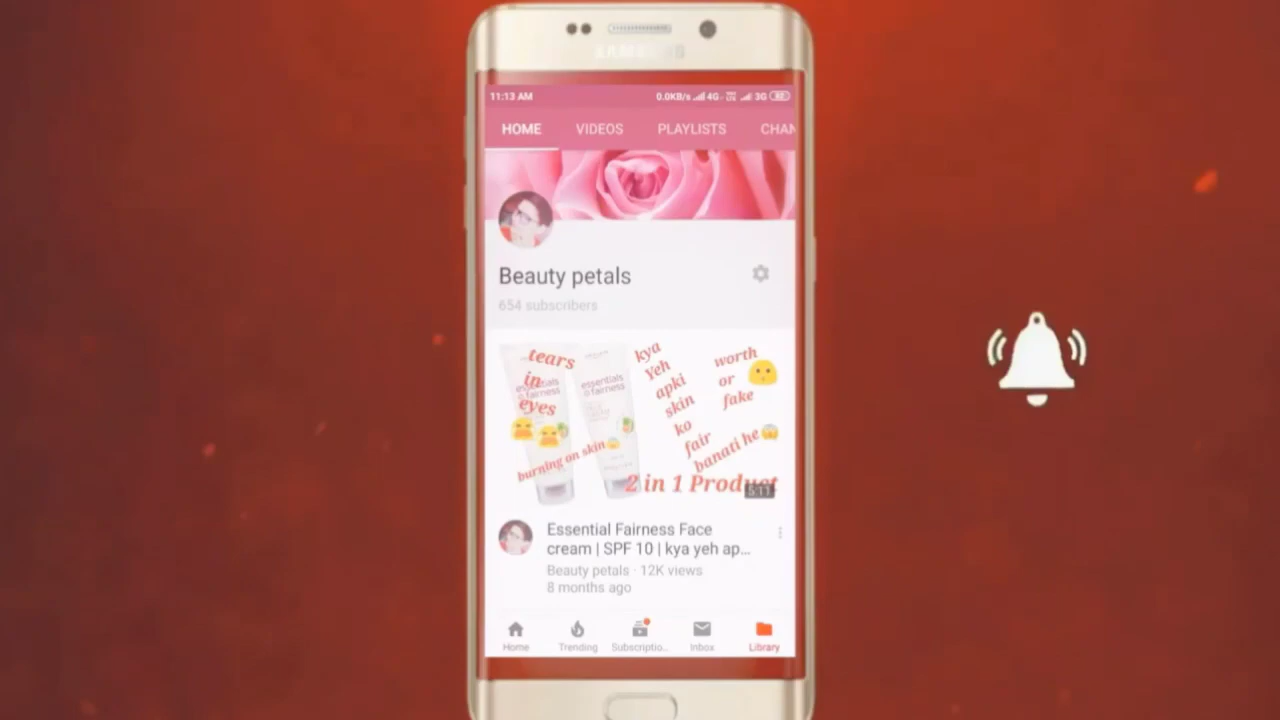 SAMSUNG
11:13 AM 0.0KB/s 4G 3G
HOME VIDEOS PLAYLISTS CHAN
Beauty petals
654 subscribers
tears
in
eyes
burning on skin
essentials
fairness
essentials
fairness
kya
Yeh
apki
skin
ko
fair
banati he
worth
or
fake
2 in 1 Product
5:11
Essential Fairness Face
cream | SPF 10 | kya yeh ap...
Beauty petals · 12K views
8 months ago
Home Trending Subscriptio.. Inbox Library